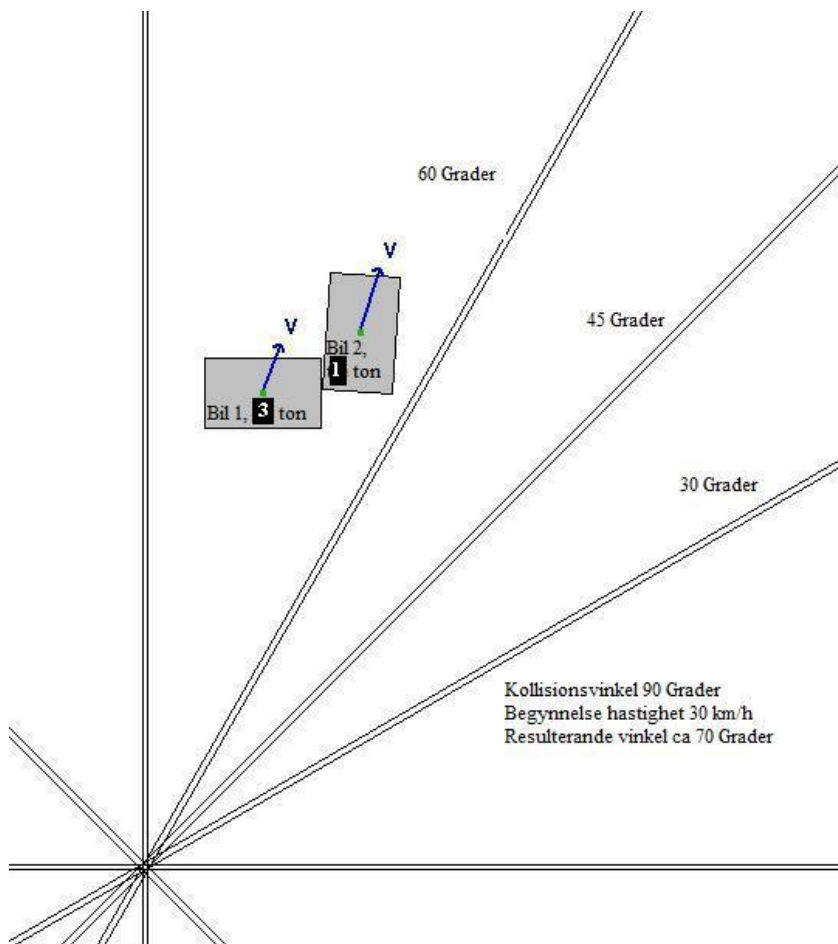 60 Grader
45 Grader
V
V
Bil 2,
1 ton
Bil 1, 3 ton
30 Grader
Kollisionsvinkel 90 Grader
Begynnelse hastighet 30 km/h
Resulterande vinkel ca 70 Grader